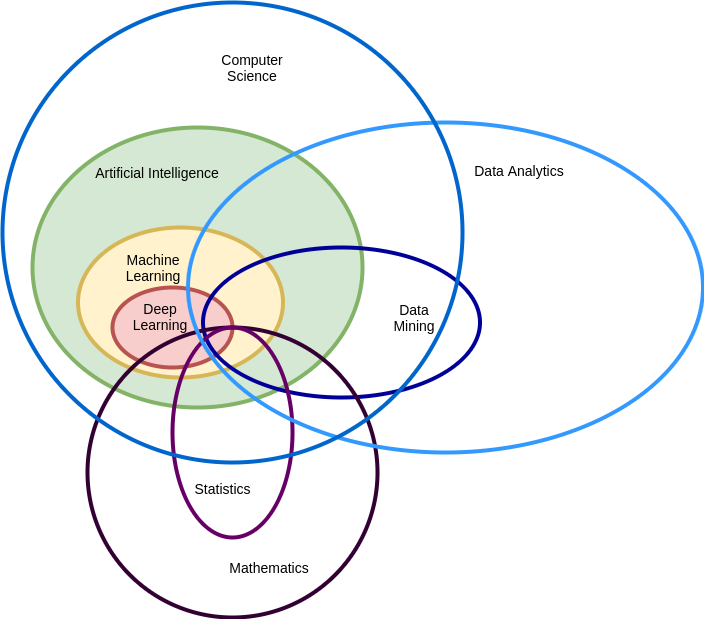 Computer
Science
Artificial Intelligence
Data Analytics
Machine
Learning
Deep
Learning
Data
Mining
Statistics
Mathematics